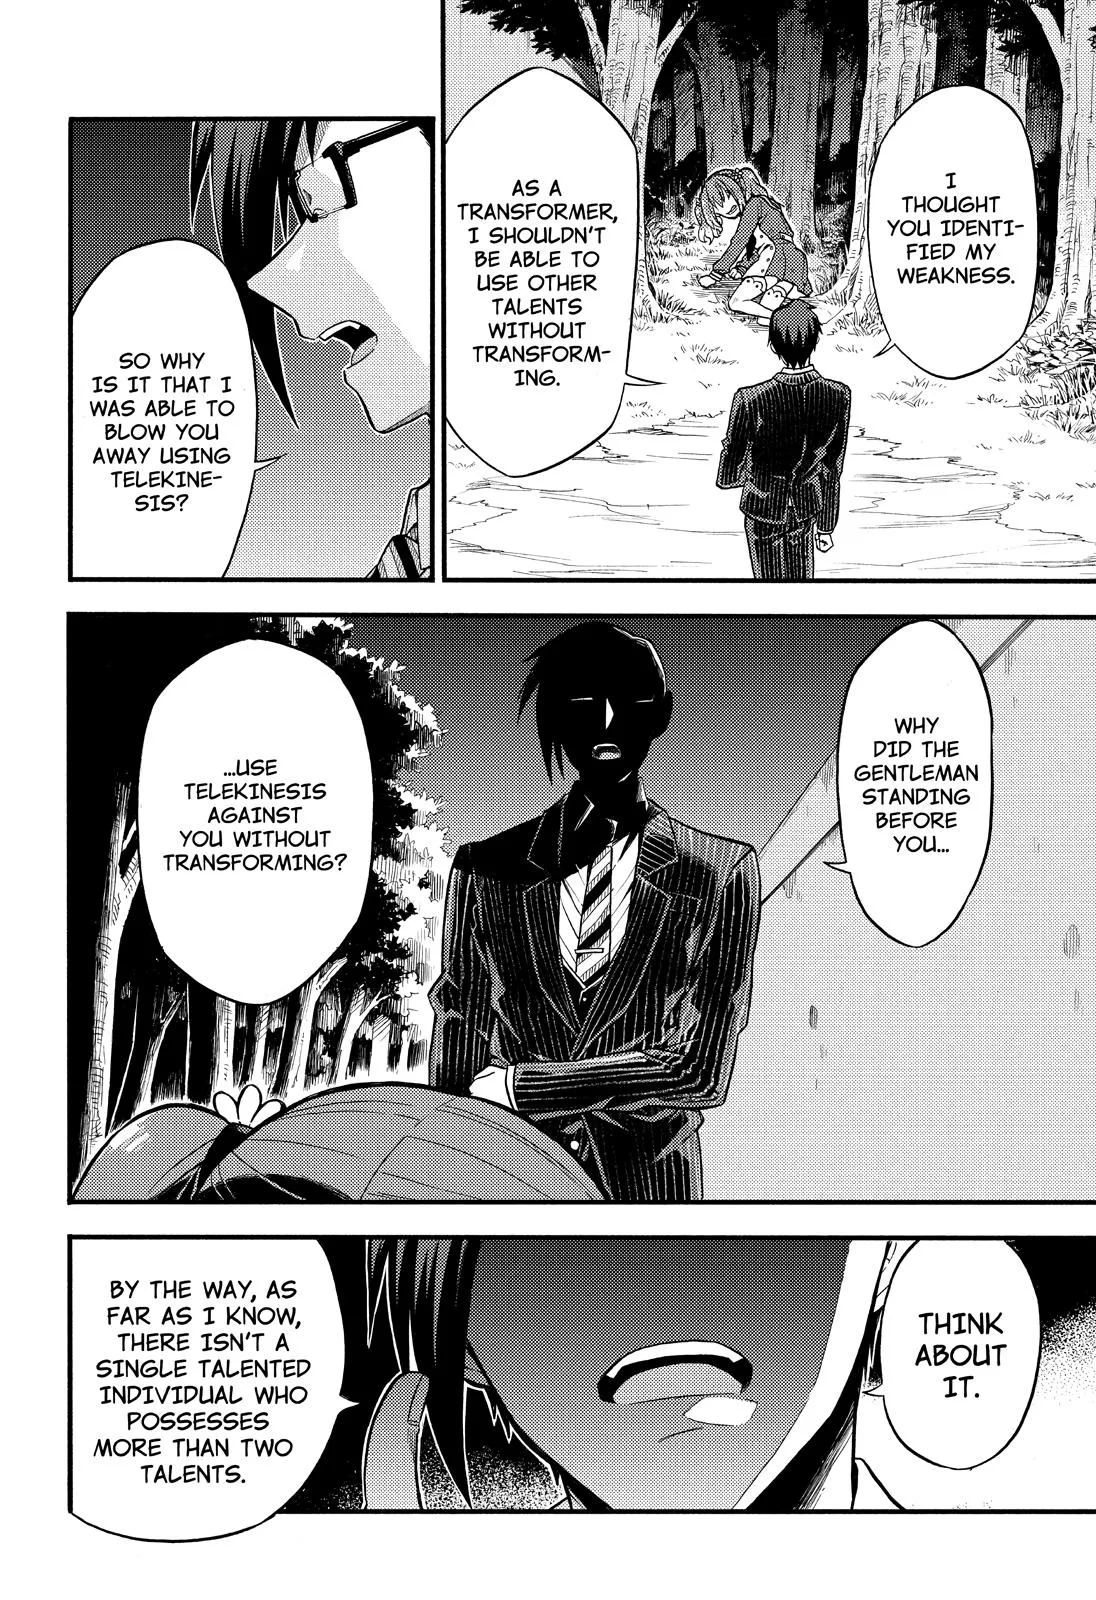 I
THOUGHT
YOU IDENTI-
FIED MY
WEAKNESS.
AS A
TRANSFORMER,
I SHOULDN'T
BE ABLE TO
USE OTHER
TALENTS
WITHOUT
TRANSFORM-
ING.
SO WHY
IS IT THAT I
WAS ABLE TO
BLOW YOU
AWAY USING
TELEKINE-
SIS?
WHY
DID THE
GENTLEMAN
STANDING
BEFORE
YOU...
...USE
TELEKINESIS
AGAINST
YOU WITHOUT
TRANSFORMING?
THINK
ABOUT
IT.
BY THE WAY, AS
FAR AS I KNOW,
THERE ISN'T A
SINGLE TALENTED
INDIVIDUAL WHO
POSSESSES
MORE THAN TWO
TALENTS.